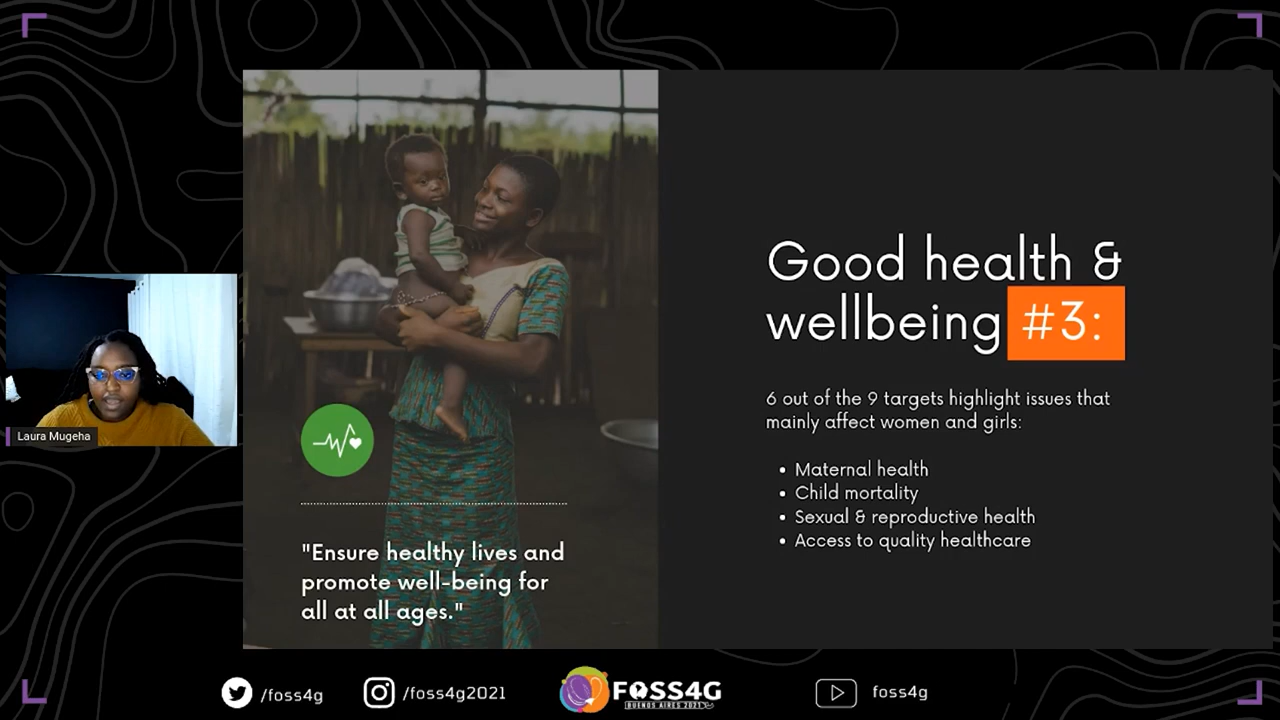 Good health &
wellbeing #3:
6 out of the 9 targets highlight issues that
mainly affect women and girls:
• Maternal health
• Child mortality
• Sexual & reproductive health
• Access to quality healthcare
"Ensure healthy lives and
promote well-being for
all at all ages."
Laura Mugeha
/foss4g
/foss4g2021
FOSS4G
BUENOS AIRES 2021
foss4g